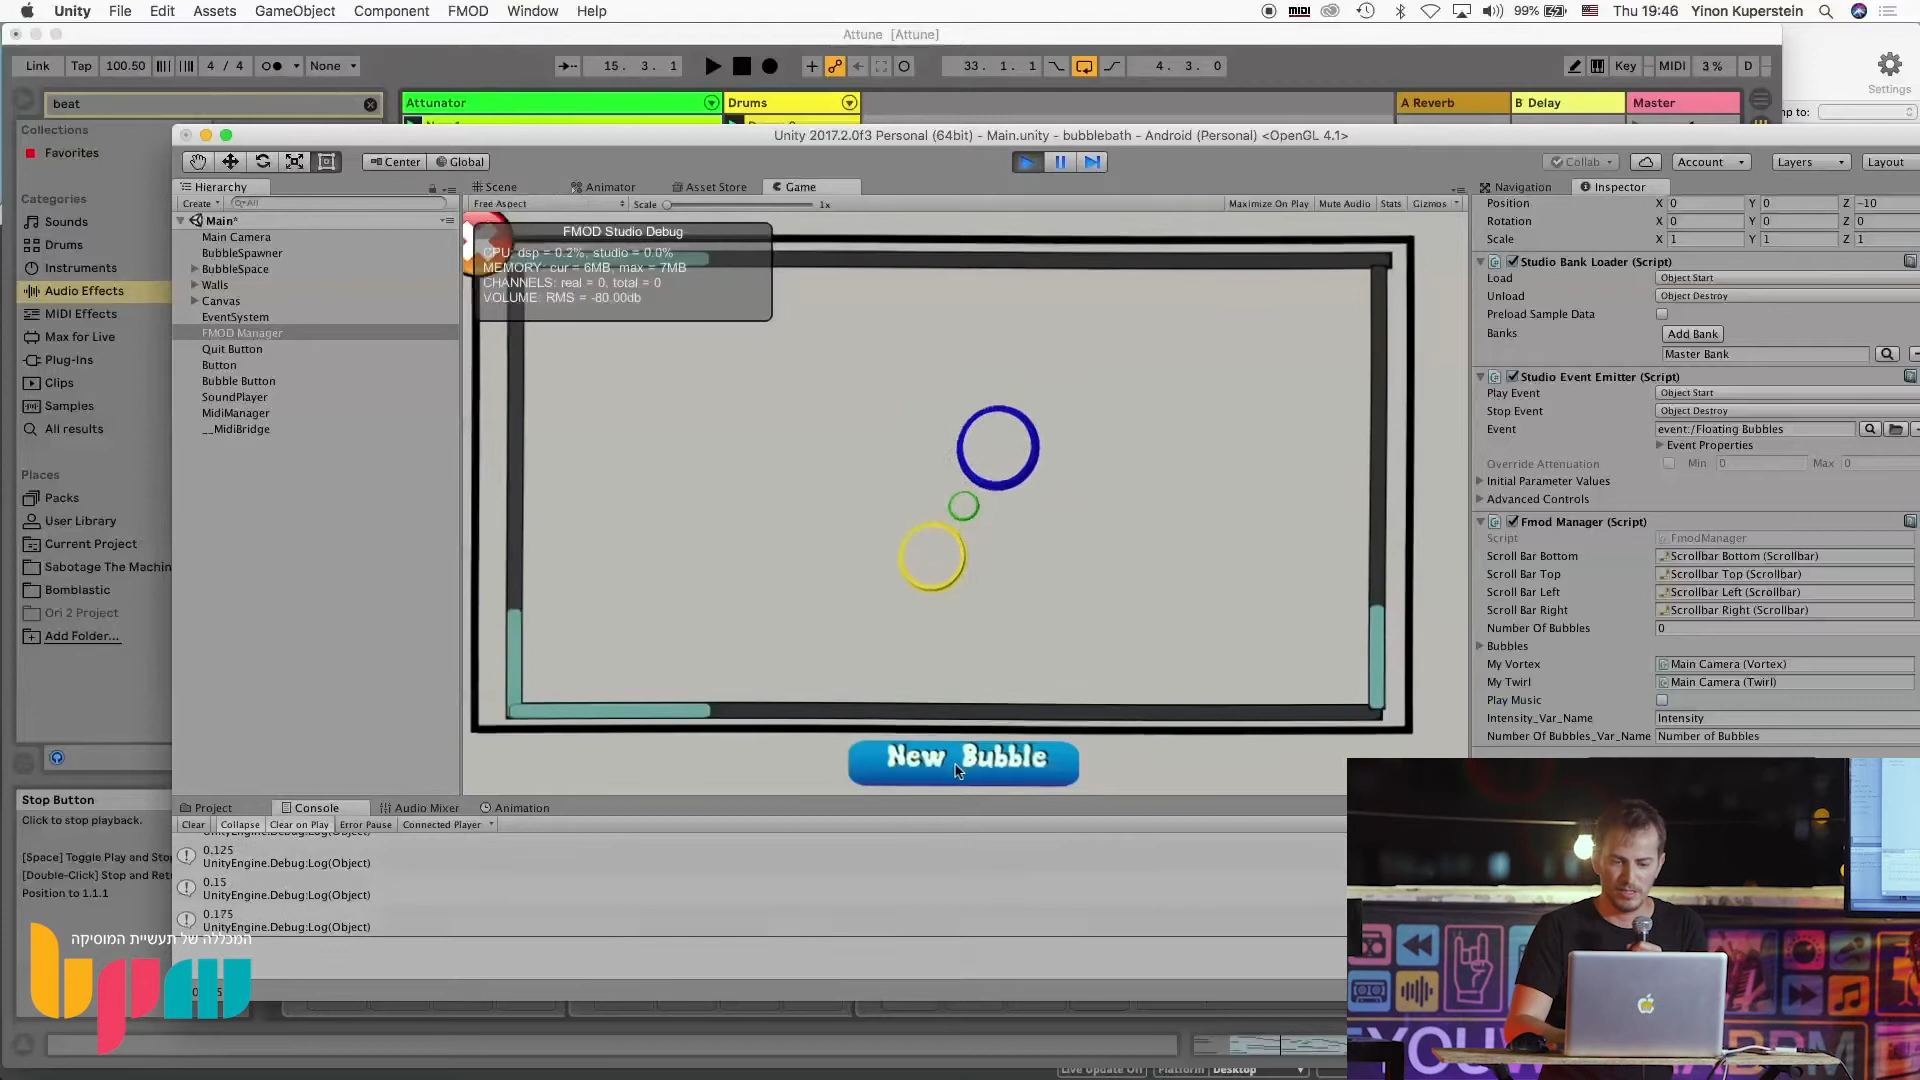 Unity File Edit Assets GameObject Component FMOD Window Help
99% Thu 19:46 Yinon Kuperstein
Attune [Attune]
Link Tap 100.50 4 / 4 None 15. 3. 1 33. 1. 1 4. 3. 0 Key MIDI 3 % D
Settings
beat
Attunator Drums A Reverb B Delay Master
Collections
Favorites
Categories
Sounds
Drums
Instruments
Audio Effects
MIDI Effects
Max for Live
Plug-Ins
Clips
Samples
All results
Places
Packs
User Library
Current Project
Sabotage The Machin
Bomblastic
Ori 2 Project
Add Folder...
Stop Button
Click to stop playback.
[Space] Toggle Play and Stop
[Double-Click] Stop and Retu
Position to 1.1.1
Unity 2017.2.0f3 Personal (64bit) - Main.unity - bubblebath - Android (Personal) <OpenGL 4.1>
Center Global Collab Account Layers Layout
Hierarchy
Create All
Main*
Main Camera
BubbleSpawner
BubbleSpace
Walls
Canvas
EventSystem
FMOD Manager
Quit Button
Button
Bubble Button
SoundPlayer
MidiManager
__MidiBridge
Scene Animator Asset Store Game
Free Aspect Scale 1x Maximize On Play Mute Audio Stats Gizmos
FMOD Studio Debug
CPU: dsp = 0.2%, studio = 0.0%
MEMORY: cur = 6MB, max = 7MB
CHANNELS: real = 0, total = 0
VOLUME: RMS = -80.00db
New Bubble
Navigation Inspector
Position X 0 Y 0 Z -10
Rotation X 0 Y 0 Z 0
Scale X 1 Y 1 Z 1
Studio Bank Loader (Script)
Load Object Start
Unload Object Destroy
Preload Sample Data
Banks Add Bank
Master Bank
Studio Event Emitter (Script)
Play Event Object Start
Stop Event Object Destroy
Event event:/Floating Bubbles
Event Properties
Override Attenuation Min 0 Max 0
Initial Parameter Values
Advanced Controls
Fmod Manager (Script)
Script FmodManager
Scroll Bar Bottom Scrollbar Bottom (Scrollbar)
Scroll Bar Top Scrollbar Top (Scrollbar)
Scroll Bar Left Scrollbar Left (Scrollbar)
Scroll Bar Right Scrollbar Right (Scrollbar)
Number Of Bubbles 0
Bubbles
My Vortex Main Camera (Vortex)
My Twirl Main Camera (Twirl)
Play Music
Intensity_Var_Name Intensity
Number Of Bubbles_Var_Name Number of Bubbles
Project Console Audio Mixer Animation
Clear Collapse Clear on Play Error Pause Connected Player
UnityEngine.Debug:Log(Object)
0.125
UnityEngine.Debug:Log(Object)
0.15
UnityEngine.Debug:Log(Object)
0.175
UnityEngine.Debug:Log(Object)
המכללה של תעשיית המוסיקה
bpm
Live Update Off Platform Desktop